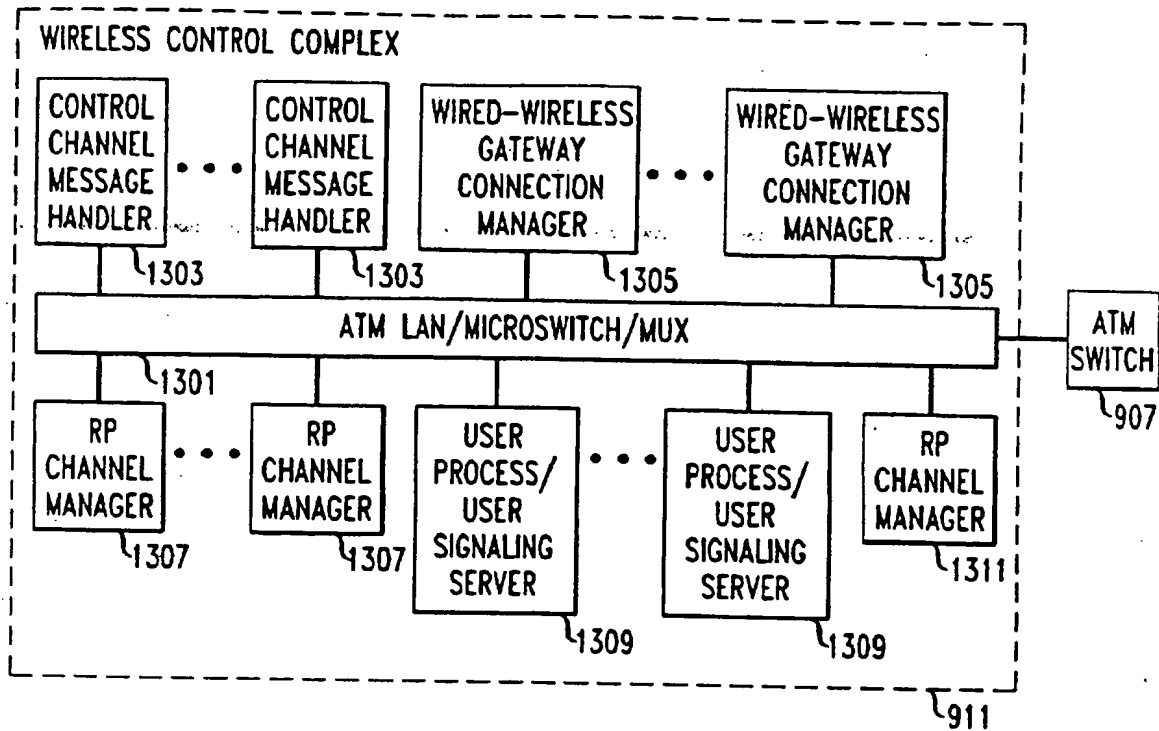 WIRELESS CONTROL COMPLEX
CONTROL
CHANNEL
MESSAGE
HANDLER
1303
CONTROL
CHANNEL
MESSAGE
HANDLER
1303
WIRED-WIRELESS
GATEWAY
CONNECTION
MANAGER
1305
WIRED-WIRELESS
GATEWAY
CONNECTION
MANAGER
1305
ATM LAN/MICROSWITCH/MUX
1301
ATM
SWITCH
907
RP
CHANNEL
MANAGER
1307
RP
CHANNEL
MANAGER
1307
USER
PROCESS/
USER
SIGNALING
SERVER
1309
USER
PROCESS/
USER
SIGNALING
SERVER
1309
RP
CHANNEL
MANAGER
1311
911